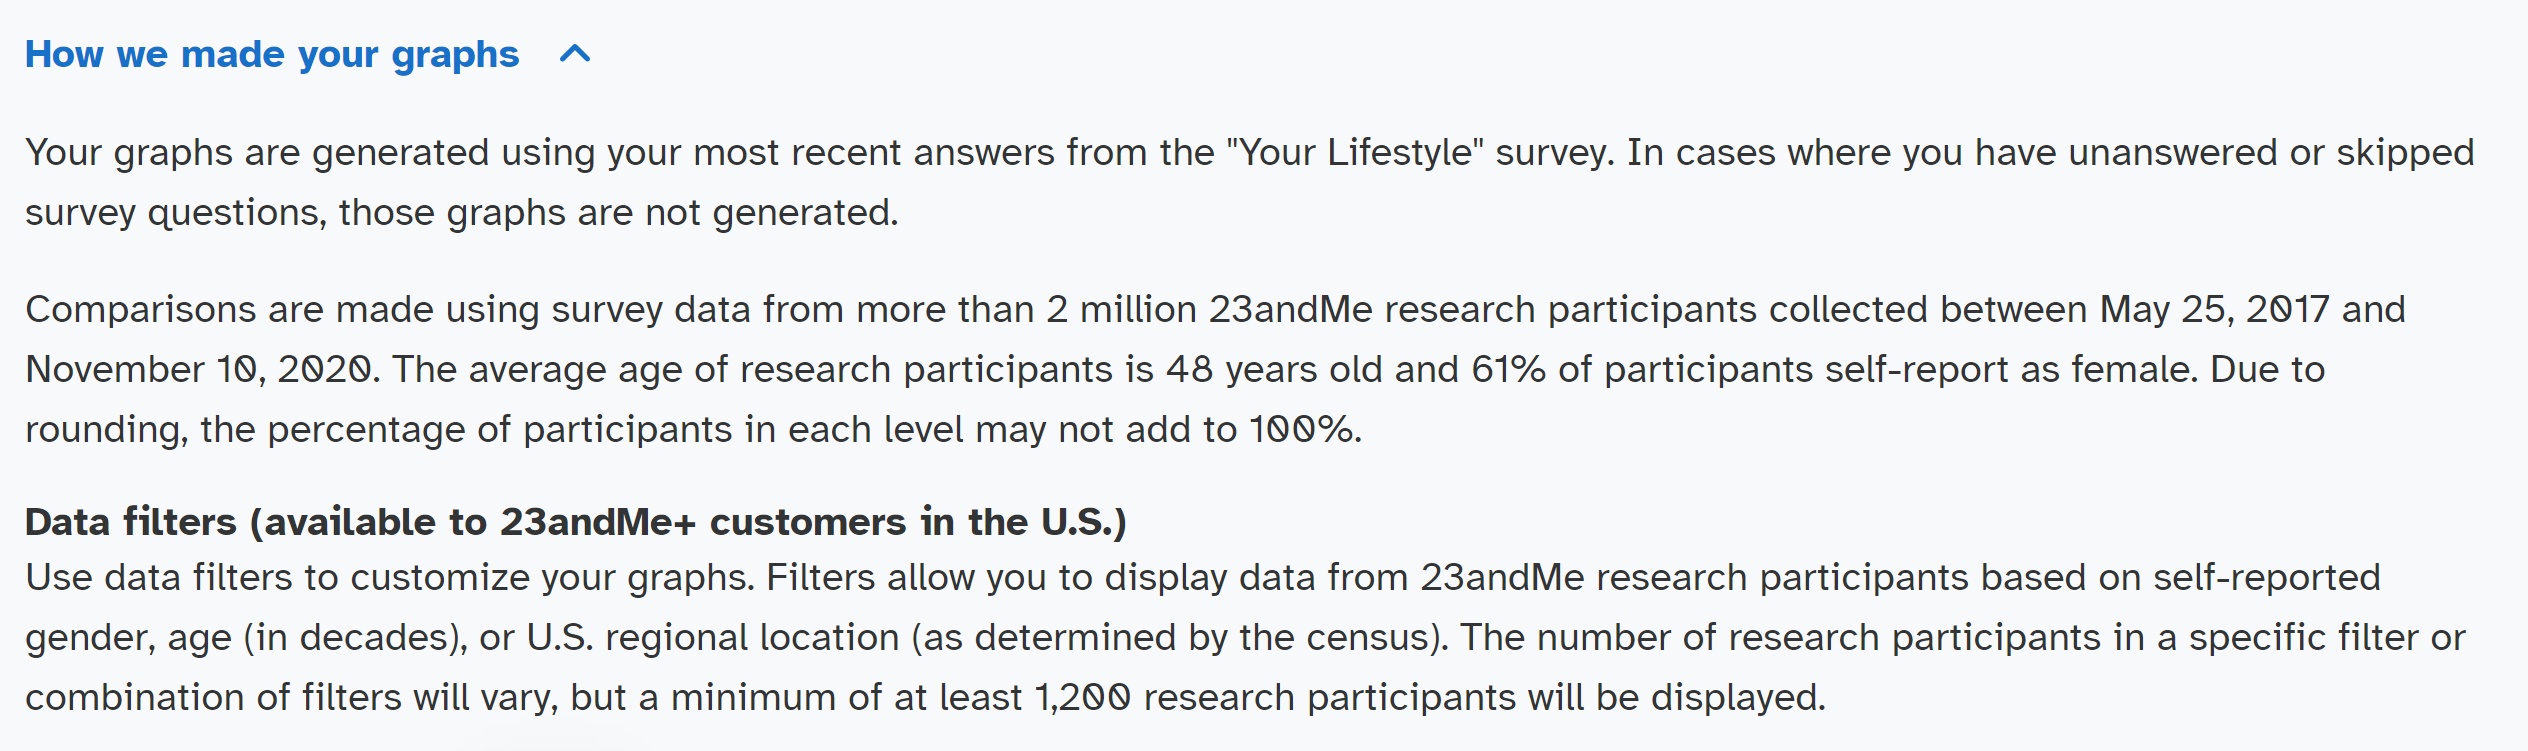 How we made your graphs
Your graphs are generated using your most recent answers from the "Your Lifestyle" survey. In cases where you have unanswered or skipped
survey questions, those graphs are not generated.
Comparisons are made using survey data from more than 2 million 23andMe research participants collected between May 25, 2017 and
November 10, 2020. The average age of research participants is 48 years old and 61% of participants self-report as female. Due to
rounding, the percentage of participants in each level may not add to 100%.
Data filters (available to 23andMe+ customers in the U.S.)
Use data filters to customize your graphs. Filters allow you to display data from 23andMe research participants based on self-reported
gender, age (in decades), or U.S. regional location (as determined by the census). The number of research participants in a specific filter or
combination of filters will vary, but a minimum of at least 1,200 research participants will be displayed.